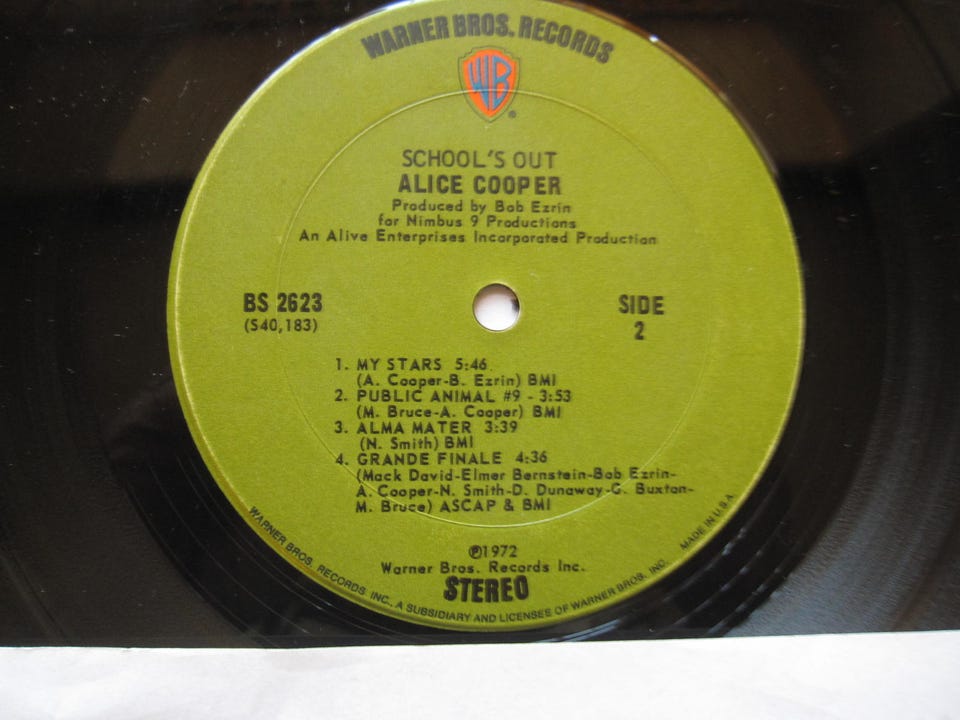 WARNER BROS. RECORDS
WB
SCHOOL'S OUT
ALICE COOPER
Produced by Bob Ezrin
for Nimbus 9 Productions
An Alive Enterprises Incorporated Production
BS 2623
(S40,183)
SIDE
2
1. MY STARS 5:46
(A. Cooper-B. Ezrin) BMI
2. PUBLIC ANIMAL #9 - 3:53
(M. Bruce-A. Cooper) BMI
3. ALMA MATER 3:39
(N. Smith) BMI
4. GRANDE FINALE 4:36
(Mack David-Elmer Bernstein-Bob Ezrin-
A. Cooper-N. Smith-D. Dunaway-G. Buxton-
M. Bruce) ASCAP & BMI
℗1972
Warner Bros. Records Inc.
STEREO
WARNER BROS. RECORDS INC., A SUBSIDIARY AND LICENSEE OF WARNER BROS. INC. MADE IN U.S.A.